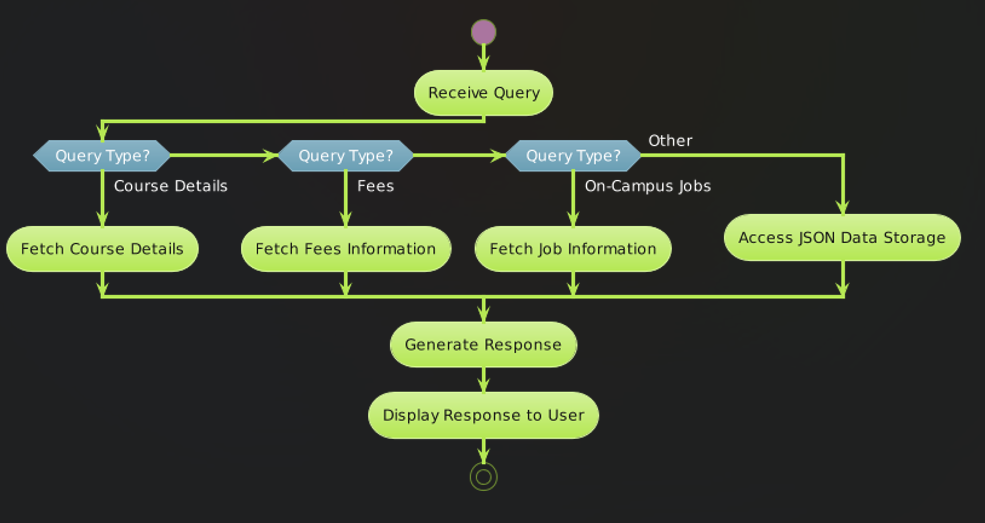 Receive Query
Query Type?
Query Type?
Query Type?
Other
Course Details
Fees
On-Campus Jobs
Fetch Course Details
Fetch Fees Information
Fetch Job Information
Access JSON Data Storage
Generate Response
Display Response to User